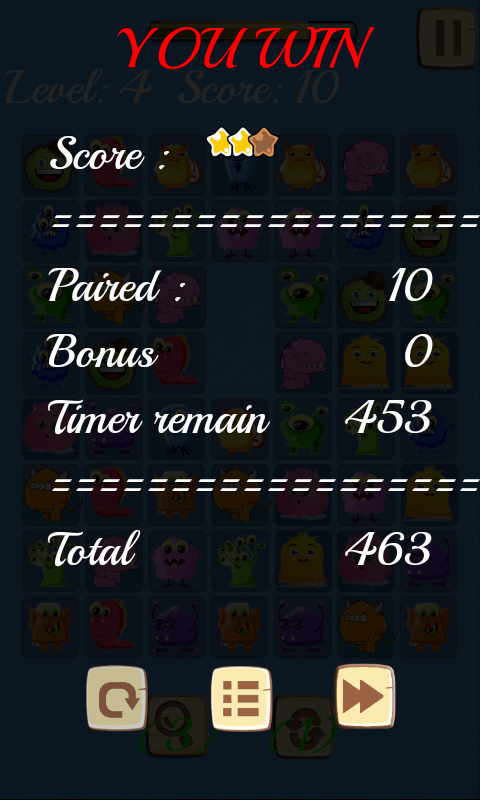 YOU WIN
Level: 4 Score: 10
Score :
==================
Paired : 10
Bonus 0
Timer remain 453
==================
Total 463